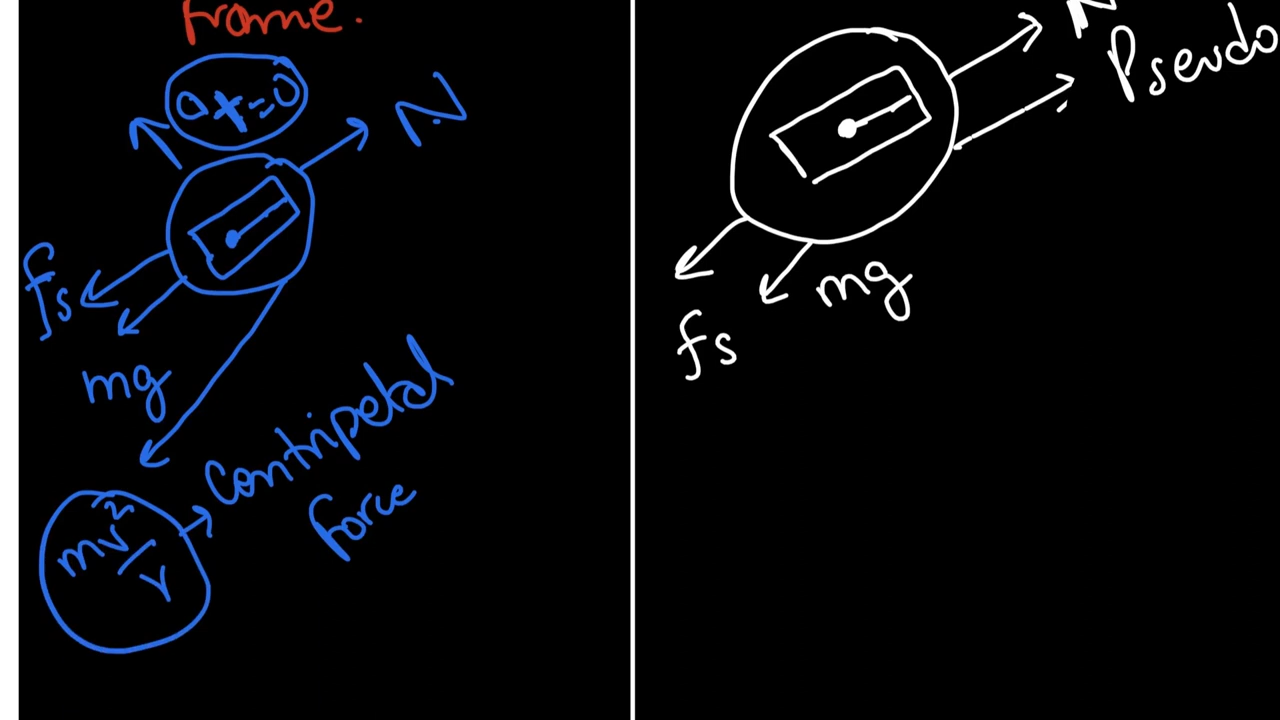 Frame.
ax=0
N
fs
mg
Centripetal
force
mv²/r
N
Pseudo
fs
mg